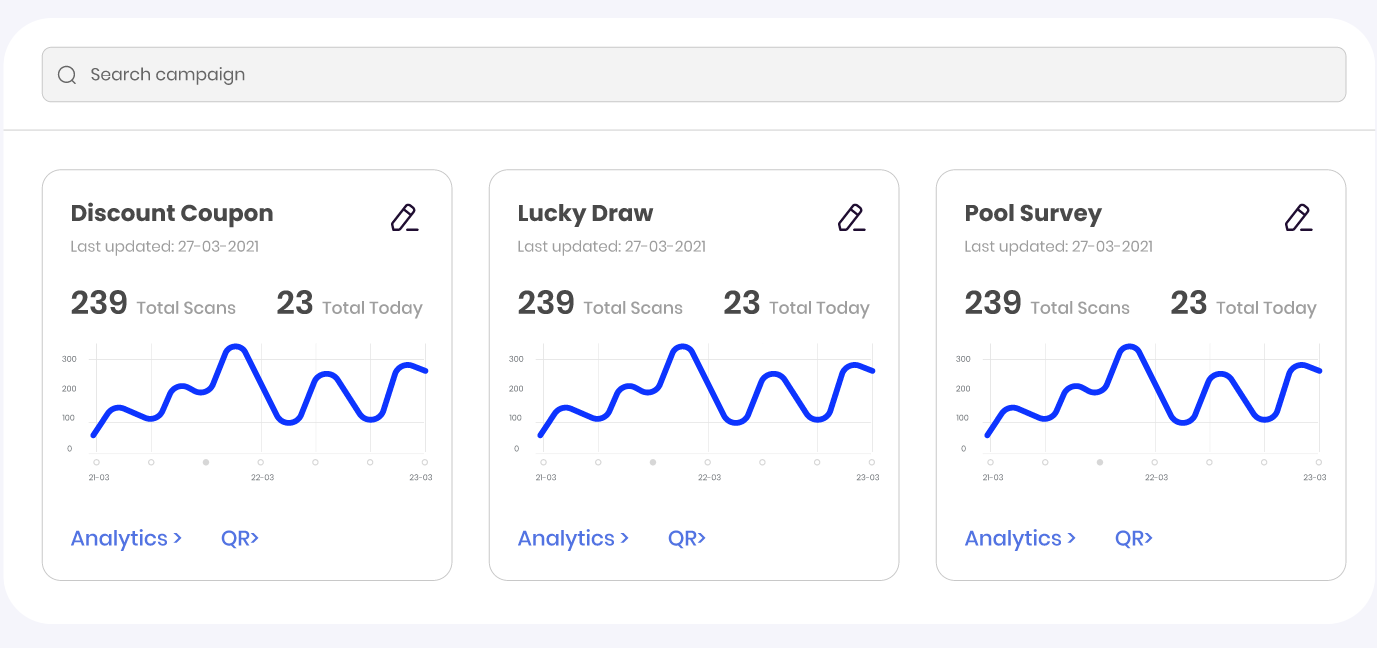 Search campaign
Discount Coupon
Last updated: 27-03-2021
239 Total Scans 23 Total Today
300
200
100
0
21-03 22-03 23-03
Analytics > QR>
Lucky Draw
Last updated: 27-03-2021
239 Total Scans 23 Total Today
300
200
100
0
21-03 22-03 23-03
Analytics > QR>
Pool Survey
Last updated: 27-03-2021
239 Total Scans 23 Total Today
300
200
100
0
21-03 22-03 23-03
Analytics > QR>